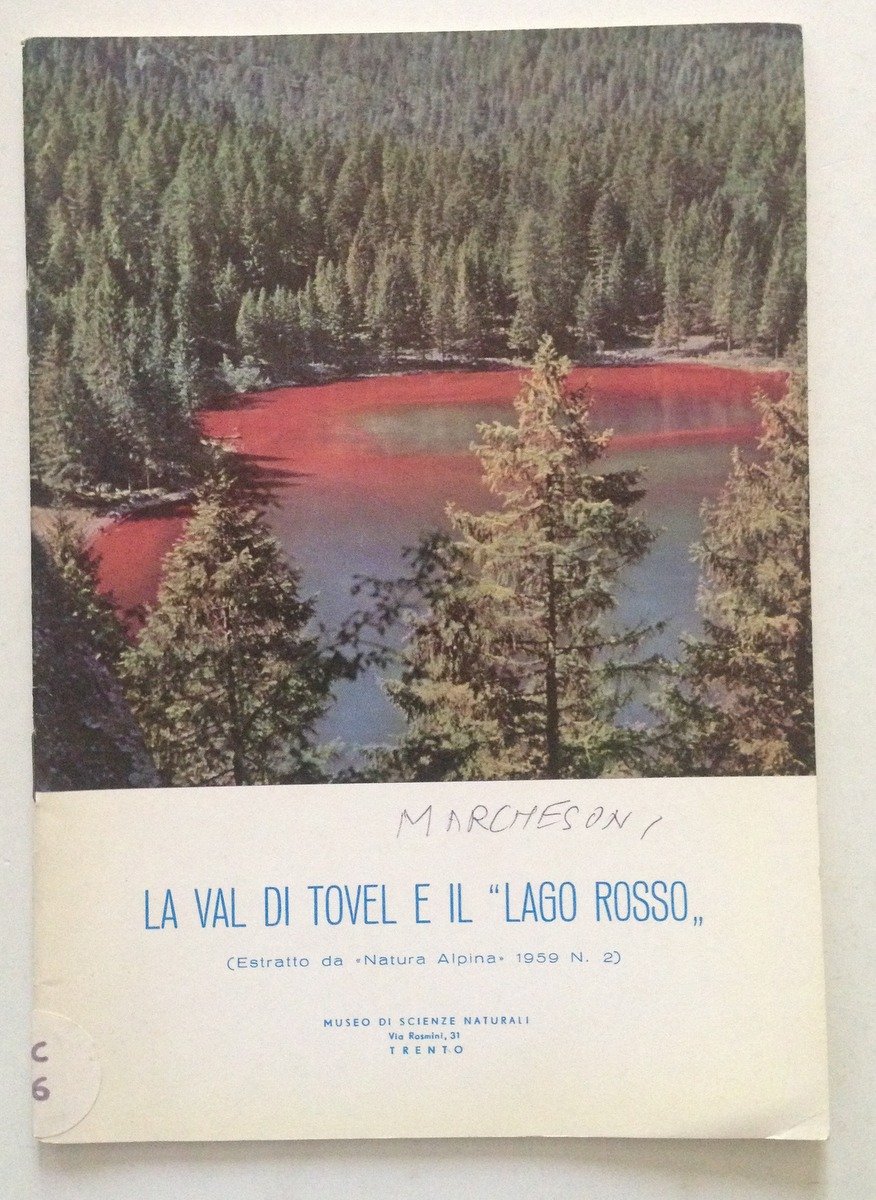 MARCHESONI
LA VAL DI TOVEL E IL “LAGO ROSSO„
(Estratto da «Natura Alpina» 1959 N. 2)
MUSEO DI SCIENZE NATURALI
Via Rosmini, 31
TRENTO
C
6